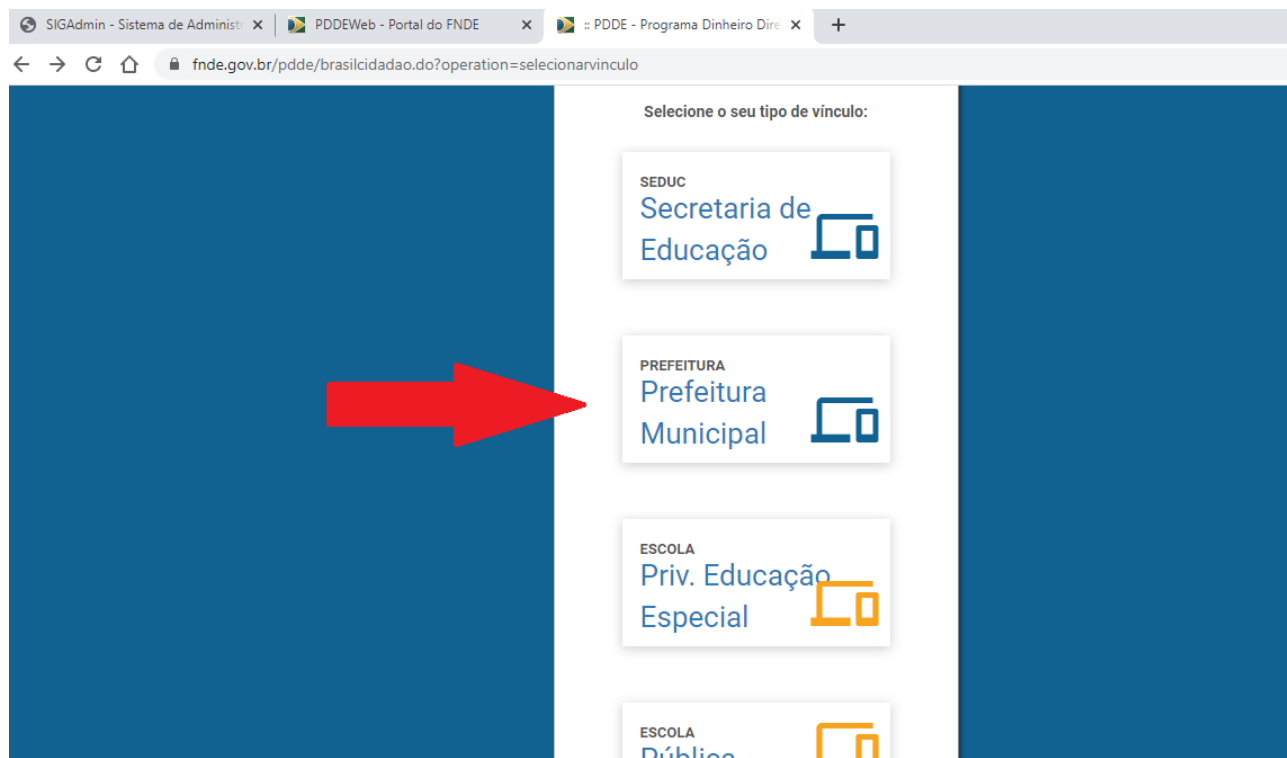 SIGAdmin - Sistema de Administ
PDDEWeb - Portal do FNDE
:: PDDE - Programa Dinheiro Dire
fnde.gov.br/pdde/brasilcidadao.do?operation=selecionarvinculo
Selecione o seu tipo de vínculo:
SEDUC
Secretaria de
Educação
PREFEITURA
Prefeitura
Municipal
ESCOLA
Priv. Educação
Especial
ESCOLA
Pública